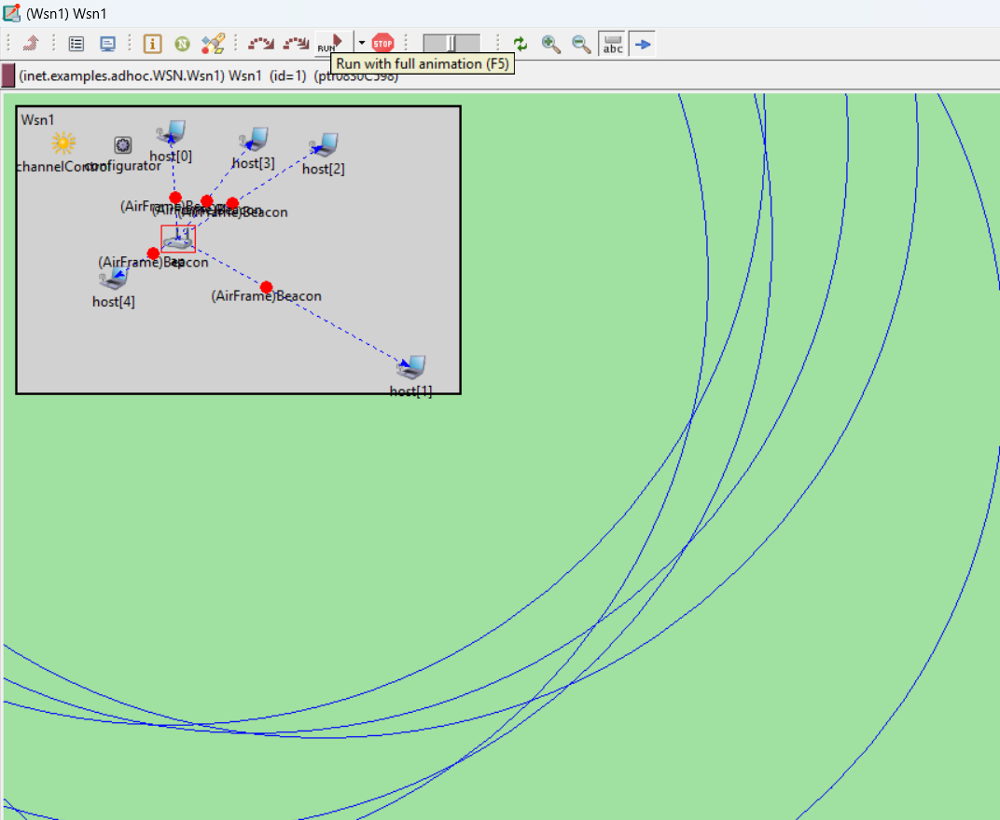 (Wsn1) Wsn1
RUN
STOP
abc
Run with full animation (F5)
(inet.examples.adhoc.WSN.Wsn1) Wsn1 (id=1) (ptr0830C598)
Wsn1
channelControl
configurator
host[0]
host[3]
host[2]
(AirFrame)Beacon
(AirFrame)Beacon
(AirFrame)Beacon
ap
(AirFrame)Beacon
host[4]
(AirFrame)Beacon
host[1]